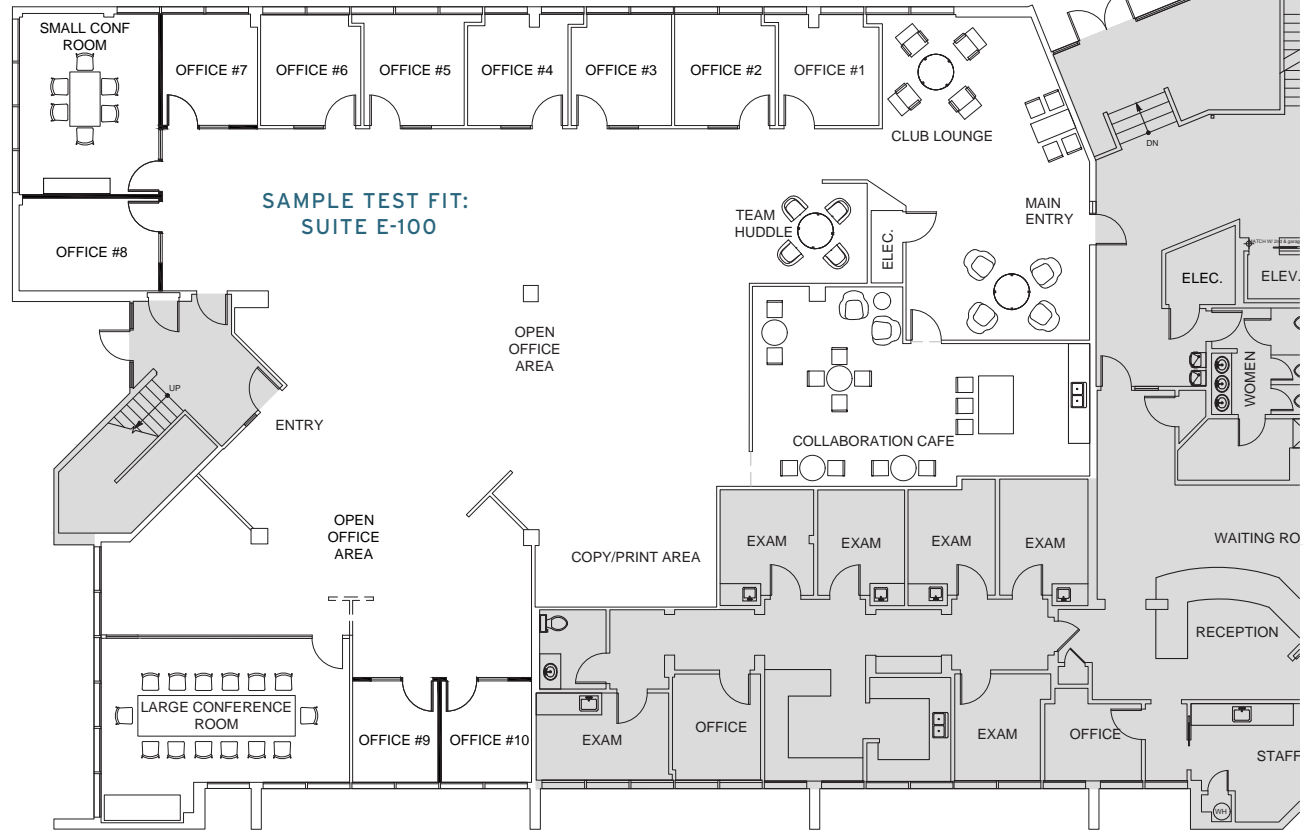 SMALL CONF
ROOM
OFFICE #7
OFFICE #6
OFFICE #5
OFFICE #4
OFFICE #3
OFFICE #2
OFFICE #1
CLUB LOUNGE
DN
SAMPLE TEST FIT:
SUITE E-100
OFFICE #8
TEAM
HUDDLE
ELEC.
MAIN
ENTRY
ELEC.
ELEV.
OPEN
OFFICE
AREA
WOMEN
UP
ENTRY
COLLABORATION CAFE
OPEN
OFFICE
AREA
COPY/PRINT AREA
EXAM
EXAM
EXAM
EXAM
WAITING RO
RECEPTION
LARGE CONFERENCE
ROOM
OFFICE #9
OFFICE #10
EXAM
OFFICE
EXAM
OFFICE
STAFF
WH